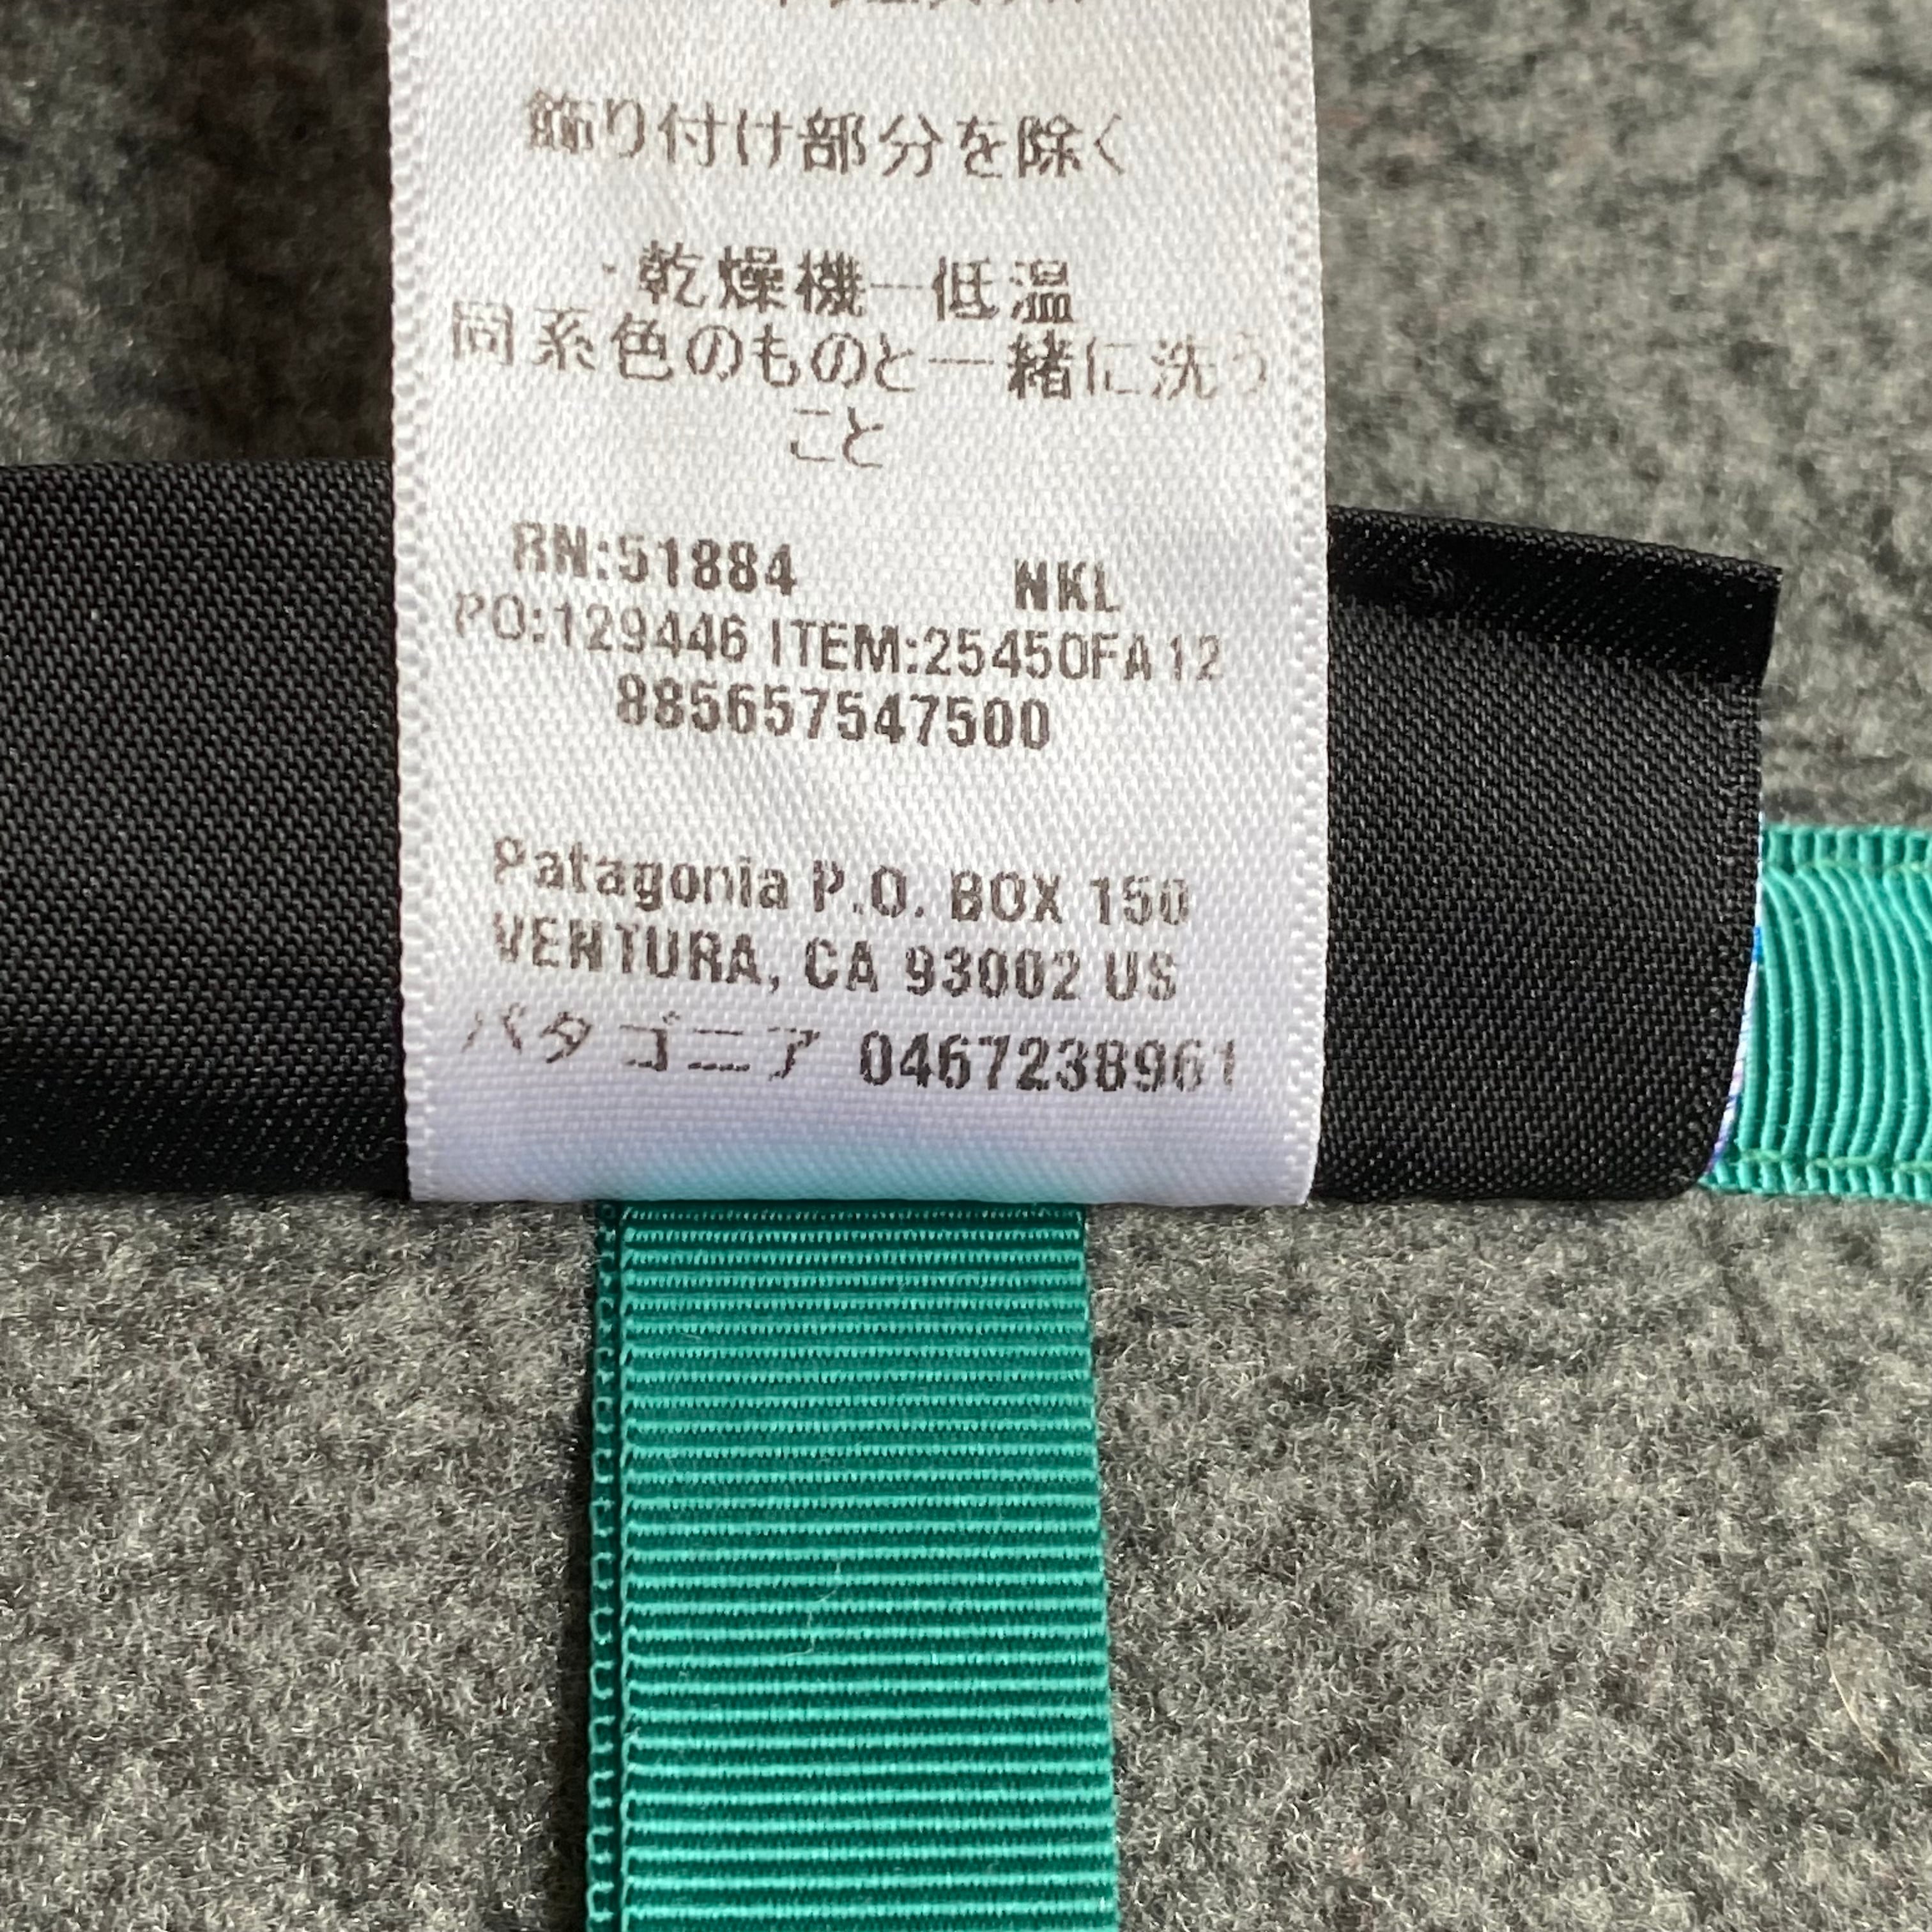 飾り付け部分を除く
・乾燥機一低温
同系色のものと一緒に洗う
こと
RN:51884 NKL
PO:129446 ITEM:25450FA12
885657547500
Patagonia P.O. BOX 150
VENTURA, CA 93002 US
パタゴニア 0467238961